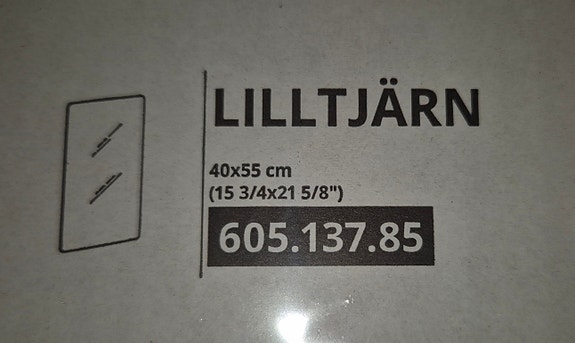 LILLTJÄRN
40x55 cm
(15 3/4x21 5/8")
605.137.85